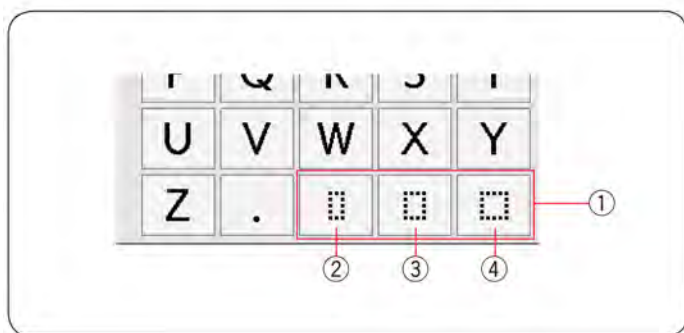 P Q R S T
U V W X Y
Z .
①
② ③ ④